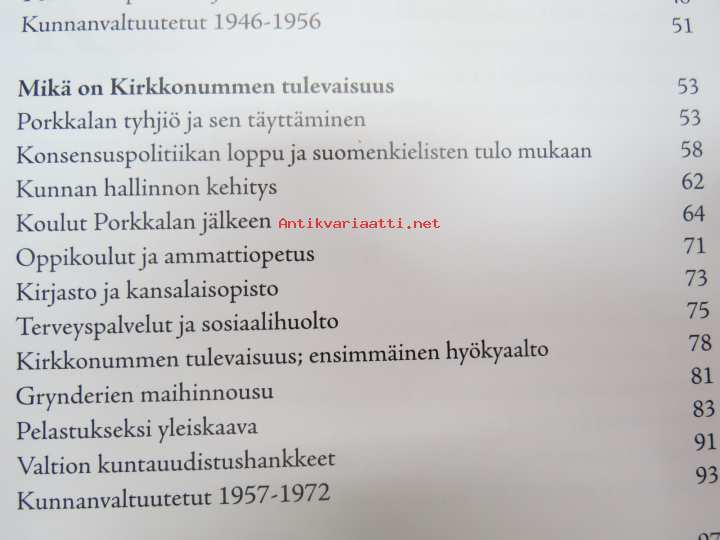 Kunnanvaltuutetut 1946-1956 51
Mikä on Kirkkonummen tulevaisuus 53
Porkkalan tyhjiö ja sen täyttäminen 53
Konsensuspolitiikan loppu ja suomenkielisten tulo mukaan 58
Kunnan hallinnon kehitys 62
Koulut Porkkalan jälkeen Antikvariaatti.net 64
Oppikoulut ja ammattiopetus 71
Kirjasto ja kansalaisopisto 73
Terveyspalvelut ja sosiaalihuolto 75
Kirkkonummen tulevaisuus; ensimmäinen hyökyaalto 78
Grynderien maihinnousu 81
Pelastukseksi yleiskaava 83
Valtion kuntauudistushankkeet 91
Kunnanvaltuutetut 1957-1972 93